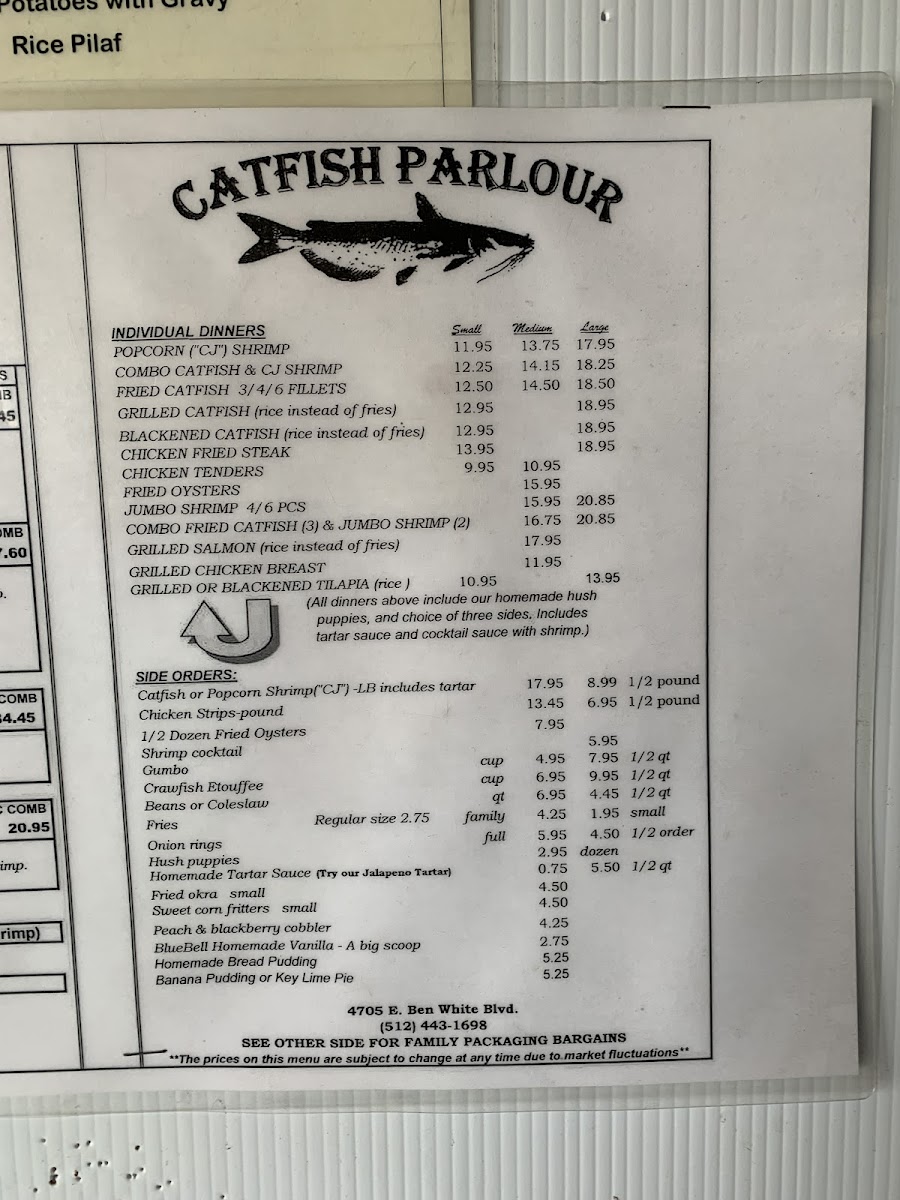 Potatoes with Gravy
Rice Pilaf
CATFISH PARLOUR
INDIVIDUAL DINNERS Small Medium Large
POPCORN ("CJ") SHRIMP 11.95 13.75 17.95
COMBO CATFISH & CJ SHRIMP 12.25 14.15 18.25
FRIED CATFISH 3/4/6 FILLETS 12.50 14.50 18.50
GRILLED CATFISH (rice instead of fries) 12.95 18.95
BLACKENED CATFISH (rice instead of fries) 12.95 18.95
CHICKEN FRIED STEAK 13.95 18.95
CHICKEN TENDERS 9.95 10.95
FRIED OYSTERS 15.95
JUMBO SHRIMP 4/6 PCS 15.95 20.85
COMBO FRIED CATFISH (3) & JUMBO SHRIMP (2) 16.75 20.85
GRILLED SALMON (rice instead of fries) 17.95
GRILLED CHICKEN BREAST 11.95
GRILLED OR BLACKENED TILAPIA (rice ) 10.95 13.95
(All dinners above include our homemade hush
puppies, and choice of three sides. Includes
tartar sauce and cocktail sauce with shrimp.)
SIDE ORDERS:
Catfish or Popcorn Shrimp("CJ") -LB includes tartar 17.95 8.99 1/2 pound
Chicken Strips-pound 13.45 6.95 1/2 pound
1/2 Dozen Fried Oysters 7.95
Shrimp cocktail 5.95
Gumbo cup 4.95 7.95 1/2 qt
Crawfish Etouffee cup 6.95 9.95 1/2 qt
Beans or Coleslaw qt 6.95 4.45 1/2 qt
Fries Regular size 2.75 family 4.25 1.95 small
Onion rings full 5.95 4.50 1/2 order
Hush puppies 2.95 dozen
Homemade Tartar Sauce (Try our Jalapeno Tartar) 0.75 5.50 1/2 qt
Fried okra small 4.50
Sweet corn fritters small 4.50
Peach & blackberry cobbler 4.25
BlueBell Homemade Vanilla - A big scoop 2.75
Homemade Bread Pudding 5.25
Banana Pudding or Key Lime Pie 5.25
4705 E. Ben White Blvd.
(512) 443-1698
SEE OTHER SIDE FOR FAMILY PACKAGING BARGAINS
**The prices on this menu are subject to change at any time due to market fluctuations**
S
IB
45
OMB
7.60
COMB
34.45
C COMB
20.95
imp.
rimp)